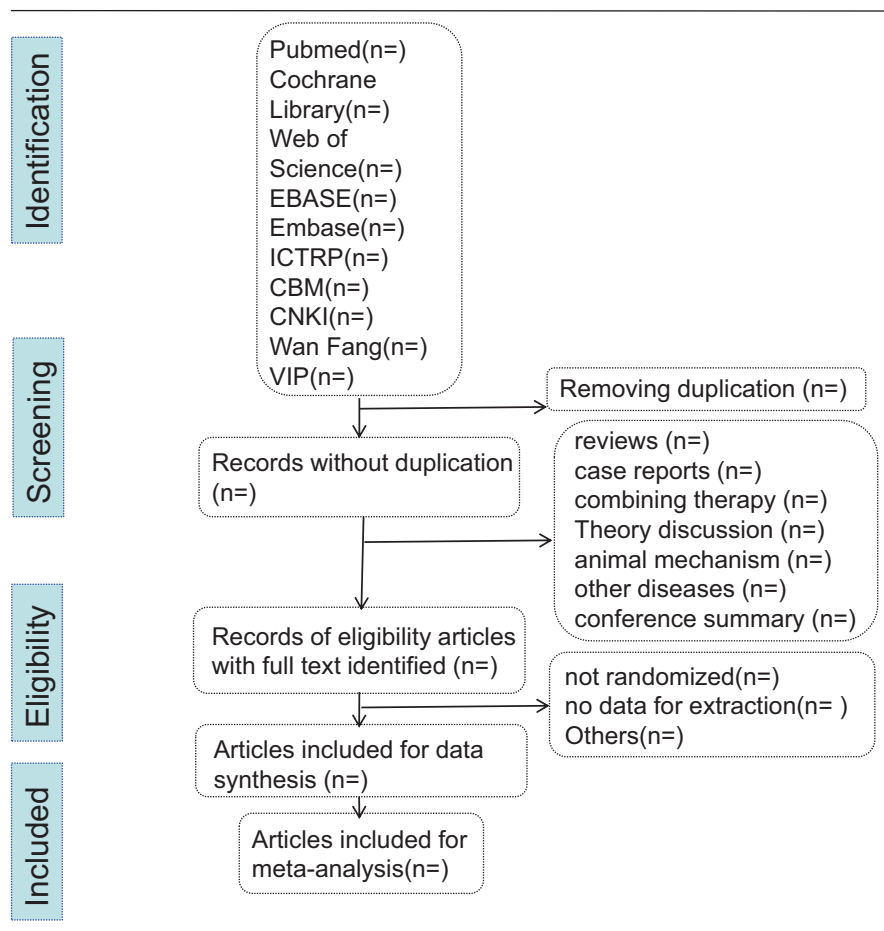 Identification
Pubmed(n=)
Cochrane
Library(n=)
Web of
Science(n=)
EBASE(n=)
Embase(n=)
ICTRP(n=)
CBM(n=)
CNKI(n=)
Wan Fang(n=)
VIP(n=)
Screening
Removing duplication (n=)
Records without duplication
(n=)
reviews (n=)
case reports (n=)
combining therapy (n=)
Theory discussion (n=)
animal mechanism (n=)
other diseases (n=)
conference summary (n=)
Eligibility
Records of eligibility articles
with full text identified (n=)
not randomized(n=)
no data for extraction(n= )
Others(n=)
Articles included for data
synthesis (n=)
Included
Articles included for
meta-analysis(n=)